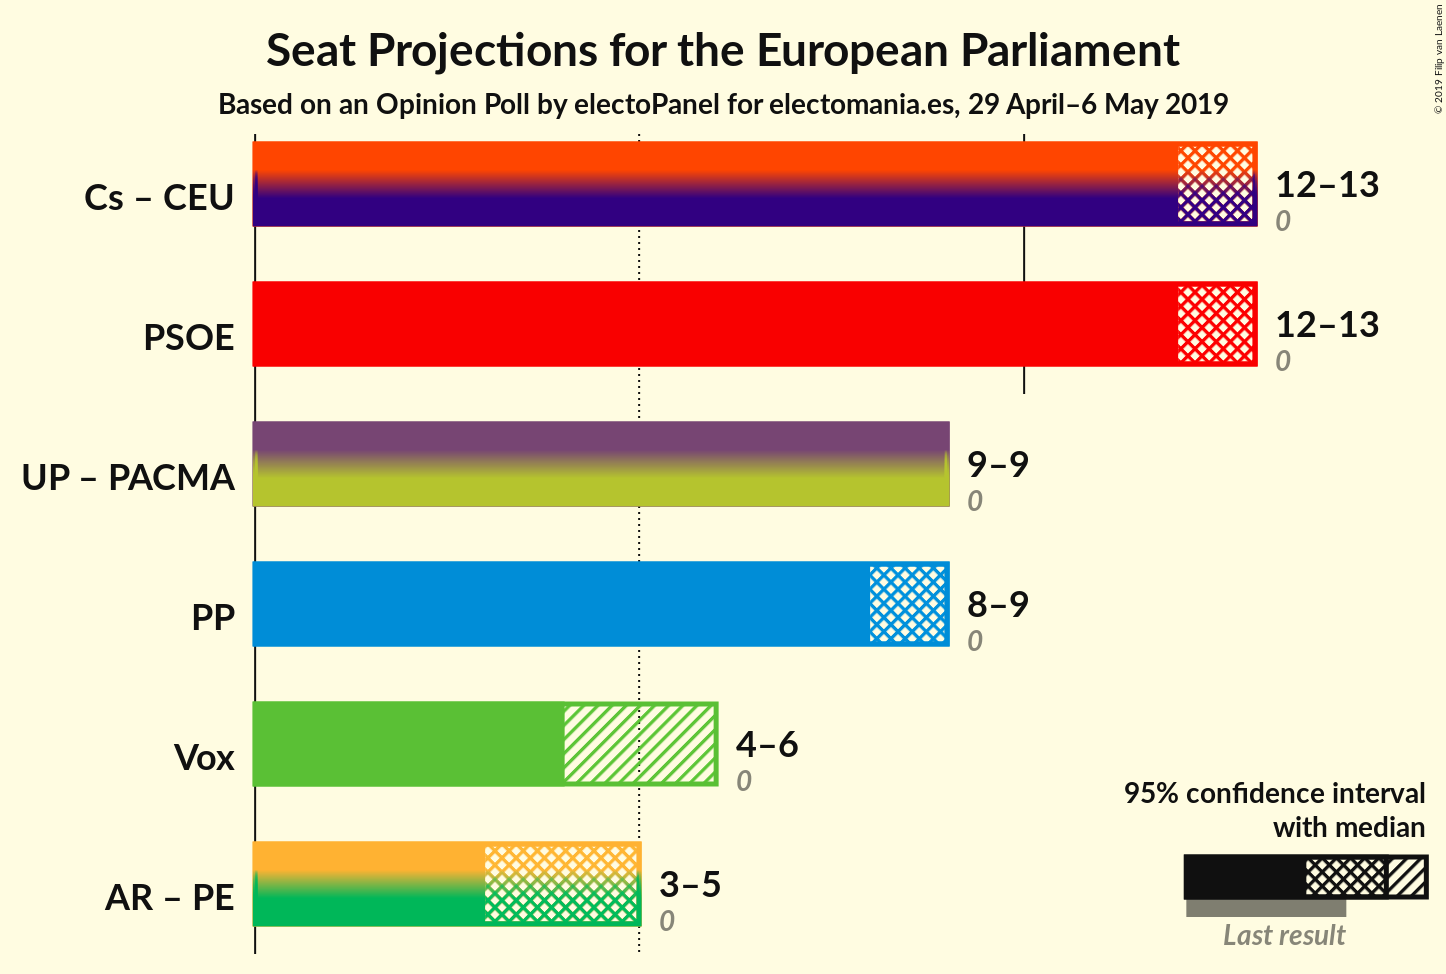 Seat Projections for the European Parliament
Based on an Opinion Poll by electoPanel for electomania.es, 29 April–6 May 2019
© 2019 Filip van Laenen
Cs – CEU
12–13
0
PSOE
12–13
0
UP – PACMA
9–9
0
PP
8–9
0
Vox
4–6
0
AR – PE
3–5
0
95% confidence interval
with median
Last result